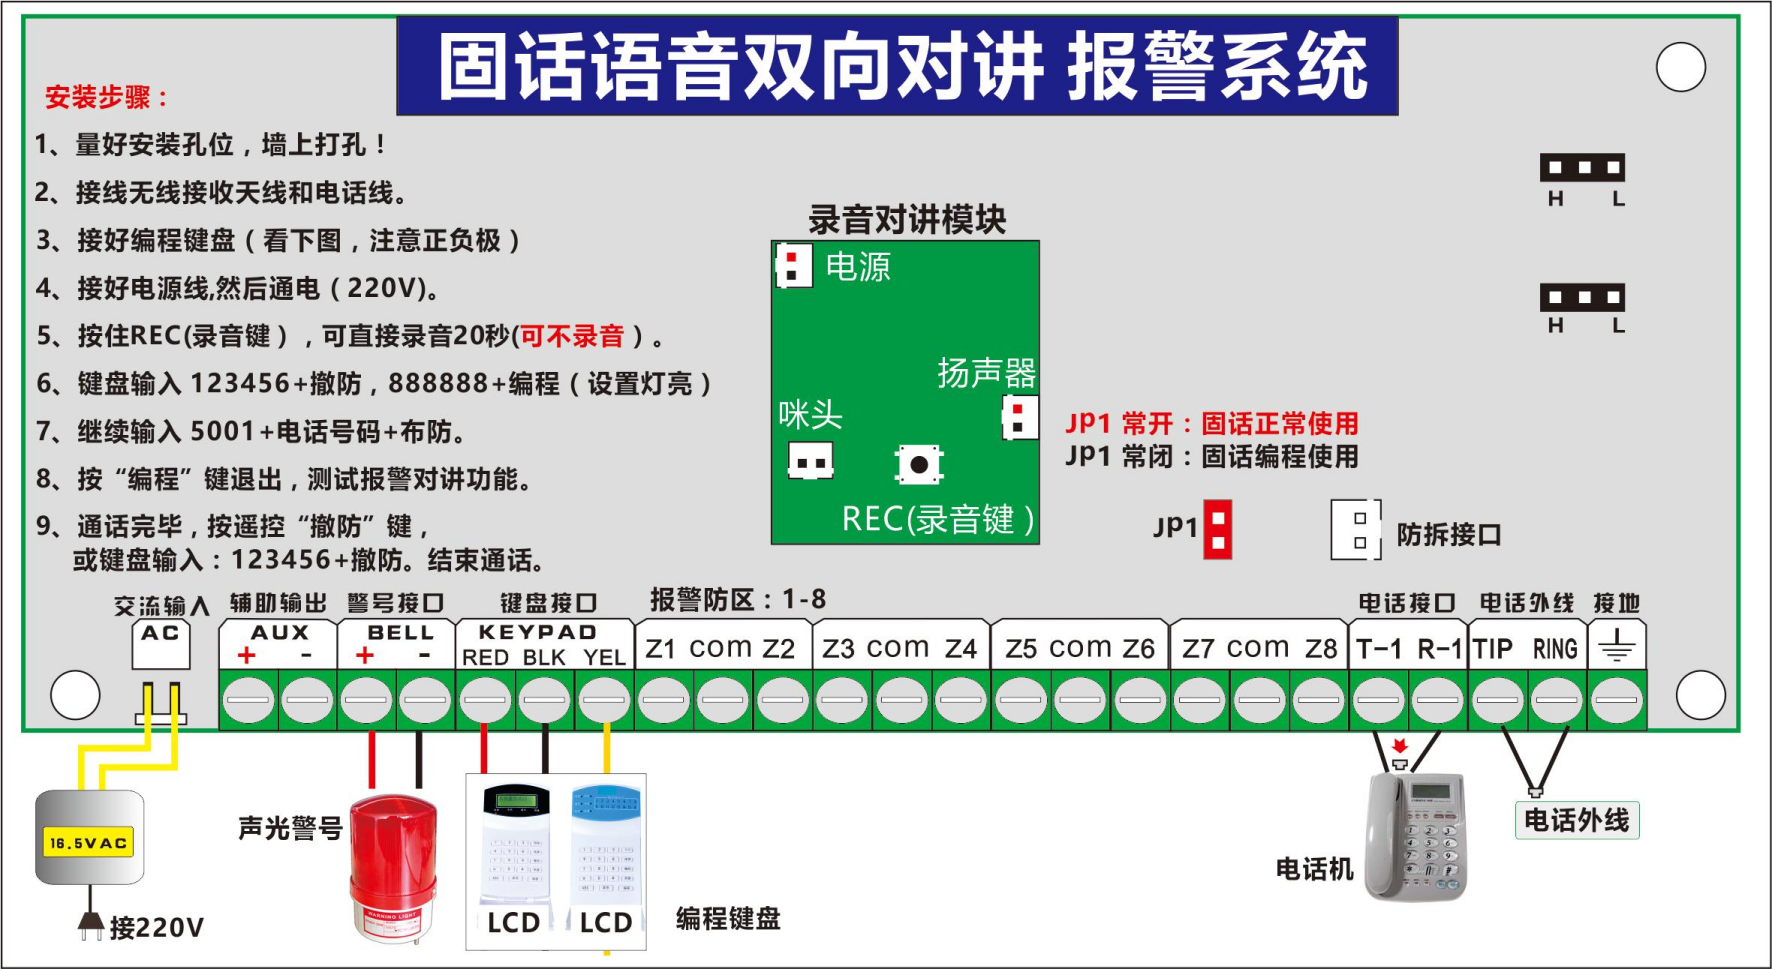 固话语音双向对讲 报警系统
安装步骤：
1、量好安装孔位，墙上打孔！
2、接线无线接收天线和电话线。
3、接好编程键盘（看下图，注意正负极）
4、接好电源线,然后通电（220V)。
5、按住REC(录音键），可直接录音20秒(可不录音）。
6、键盘输入 123456+撤防，888888+编程（设置灯亮）
7、继续输入 5001+电话号码+布防。
8、按“编程”键退出，测试报警对讲功能。
9、通话完毕，按遥控“撤防”键，
或键盘输入：123456+撤防。结束通话。
录音对讲模块
电源
扬声器
咪头
REC(录音键）
H L
H L
JP1 常开：固话正常使用
JP1 常闭：固话编程使用
JP1
防拆接口
交流输入 辅助输出 警号接口 键盘接口 报警防区：1-8 电话接口 电话外线 接地
AC AUX BELL KEYPAD
+ - + - RED BLK YEL Z1 com Z2 Z3 com Z4 Z5 com Z6 Z7 com Z8 T-1 R-1 TIP RING
16.5VAC
接220V
声光警号
WARNING LIGHT
LCD LCD
编程键盘
电话机
电话外线